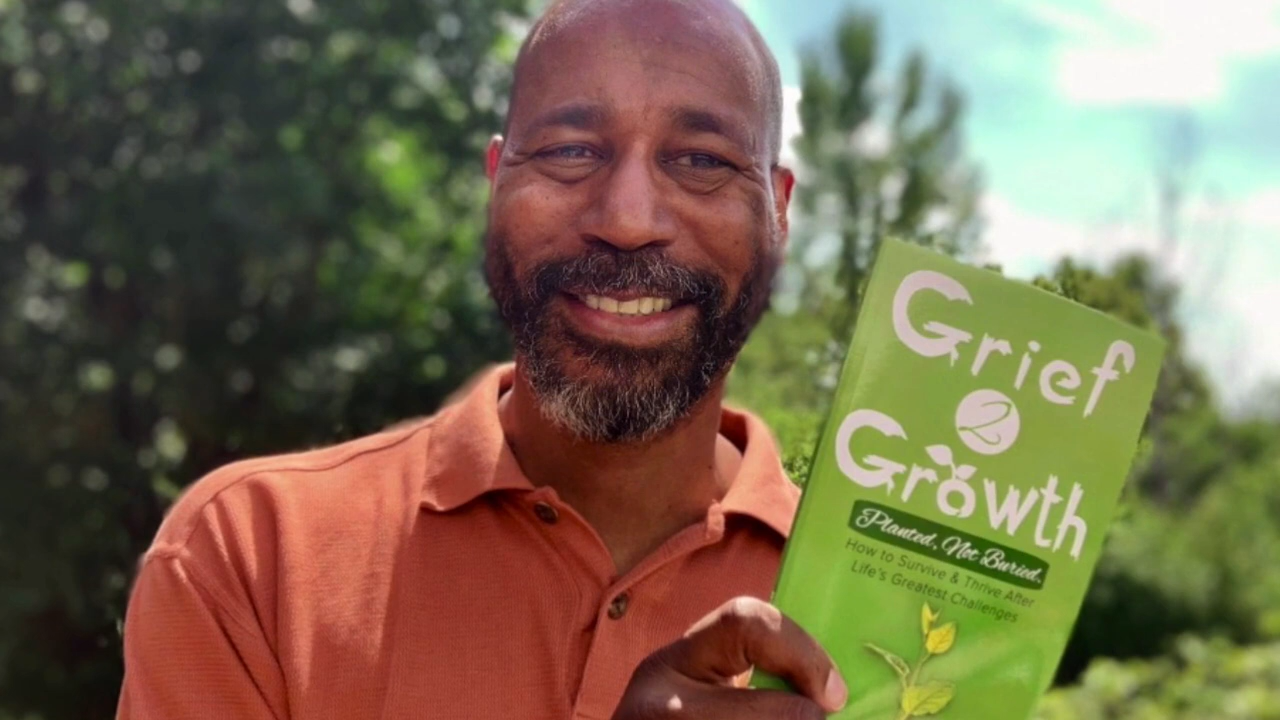 Grief
2
Growth
Planted, Not Buried.
How to Survive & Thrive After
Life's Greatest Challenges